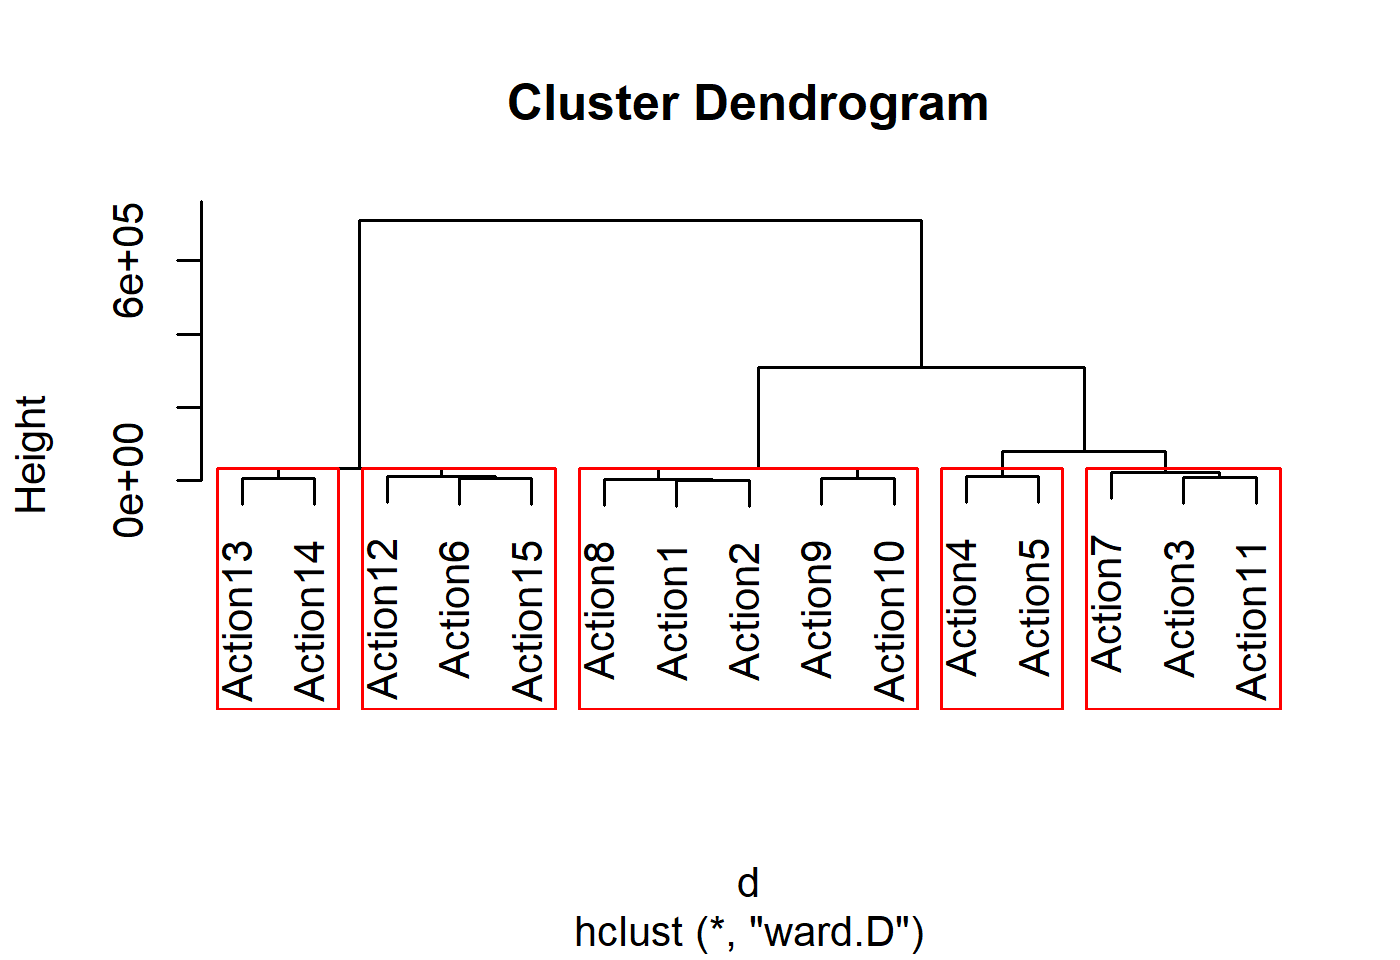 Cluster Dendrogram
Height
6e+05
0e+00
Action13
Action14
Action12
Action6
Action15
Action8
Action1
Action2
Action9
Action10
Action4
Action5
Action7
Action3
Action11
d
hclust (*, "ward.D")